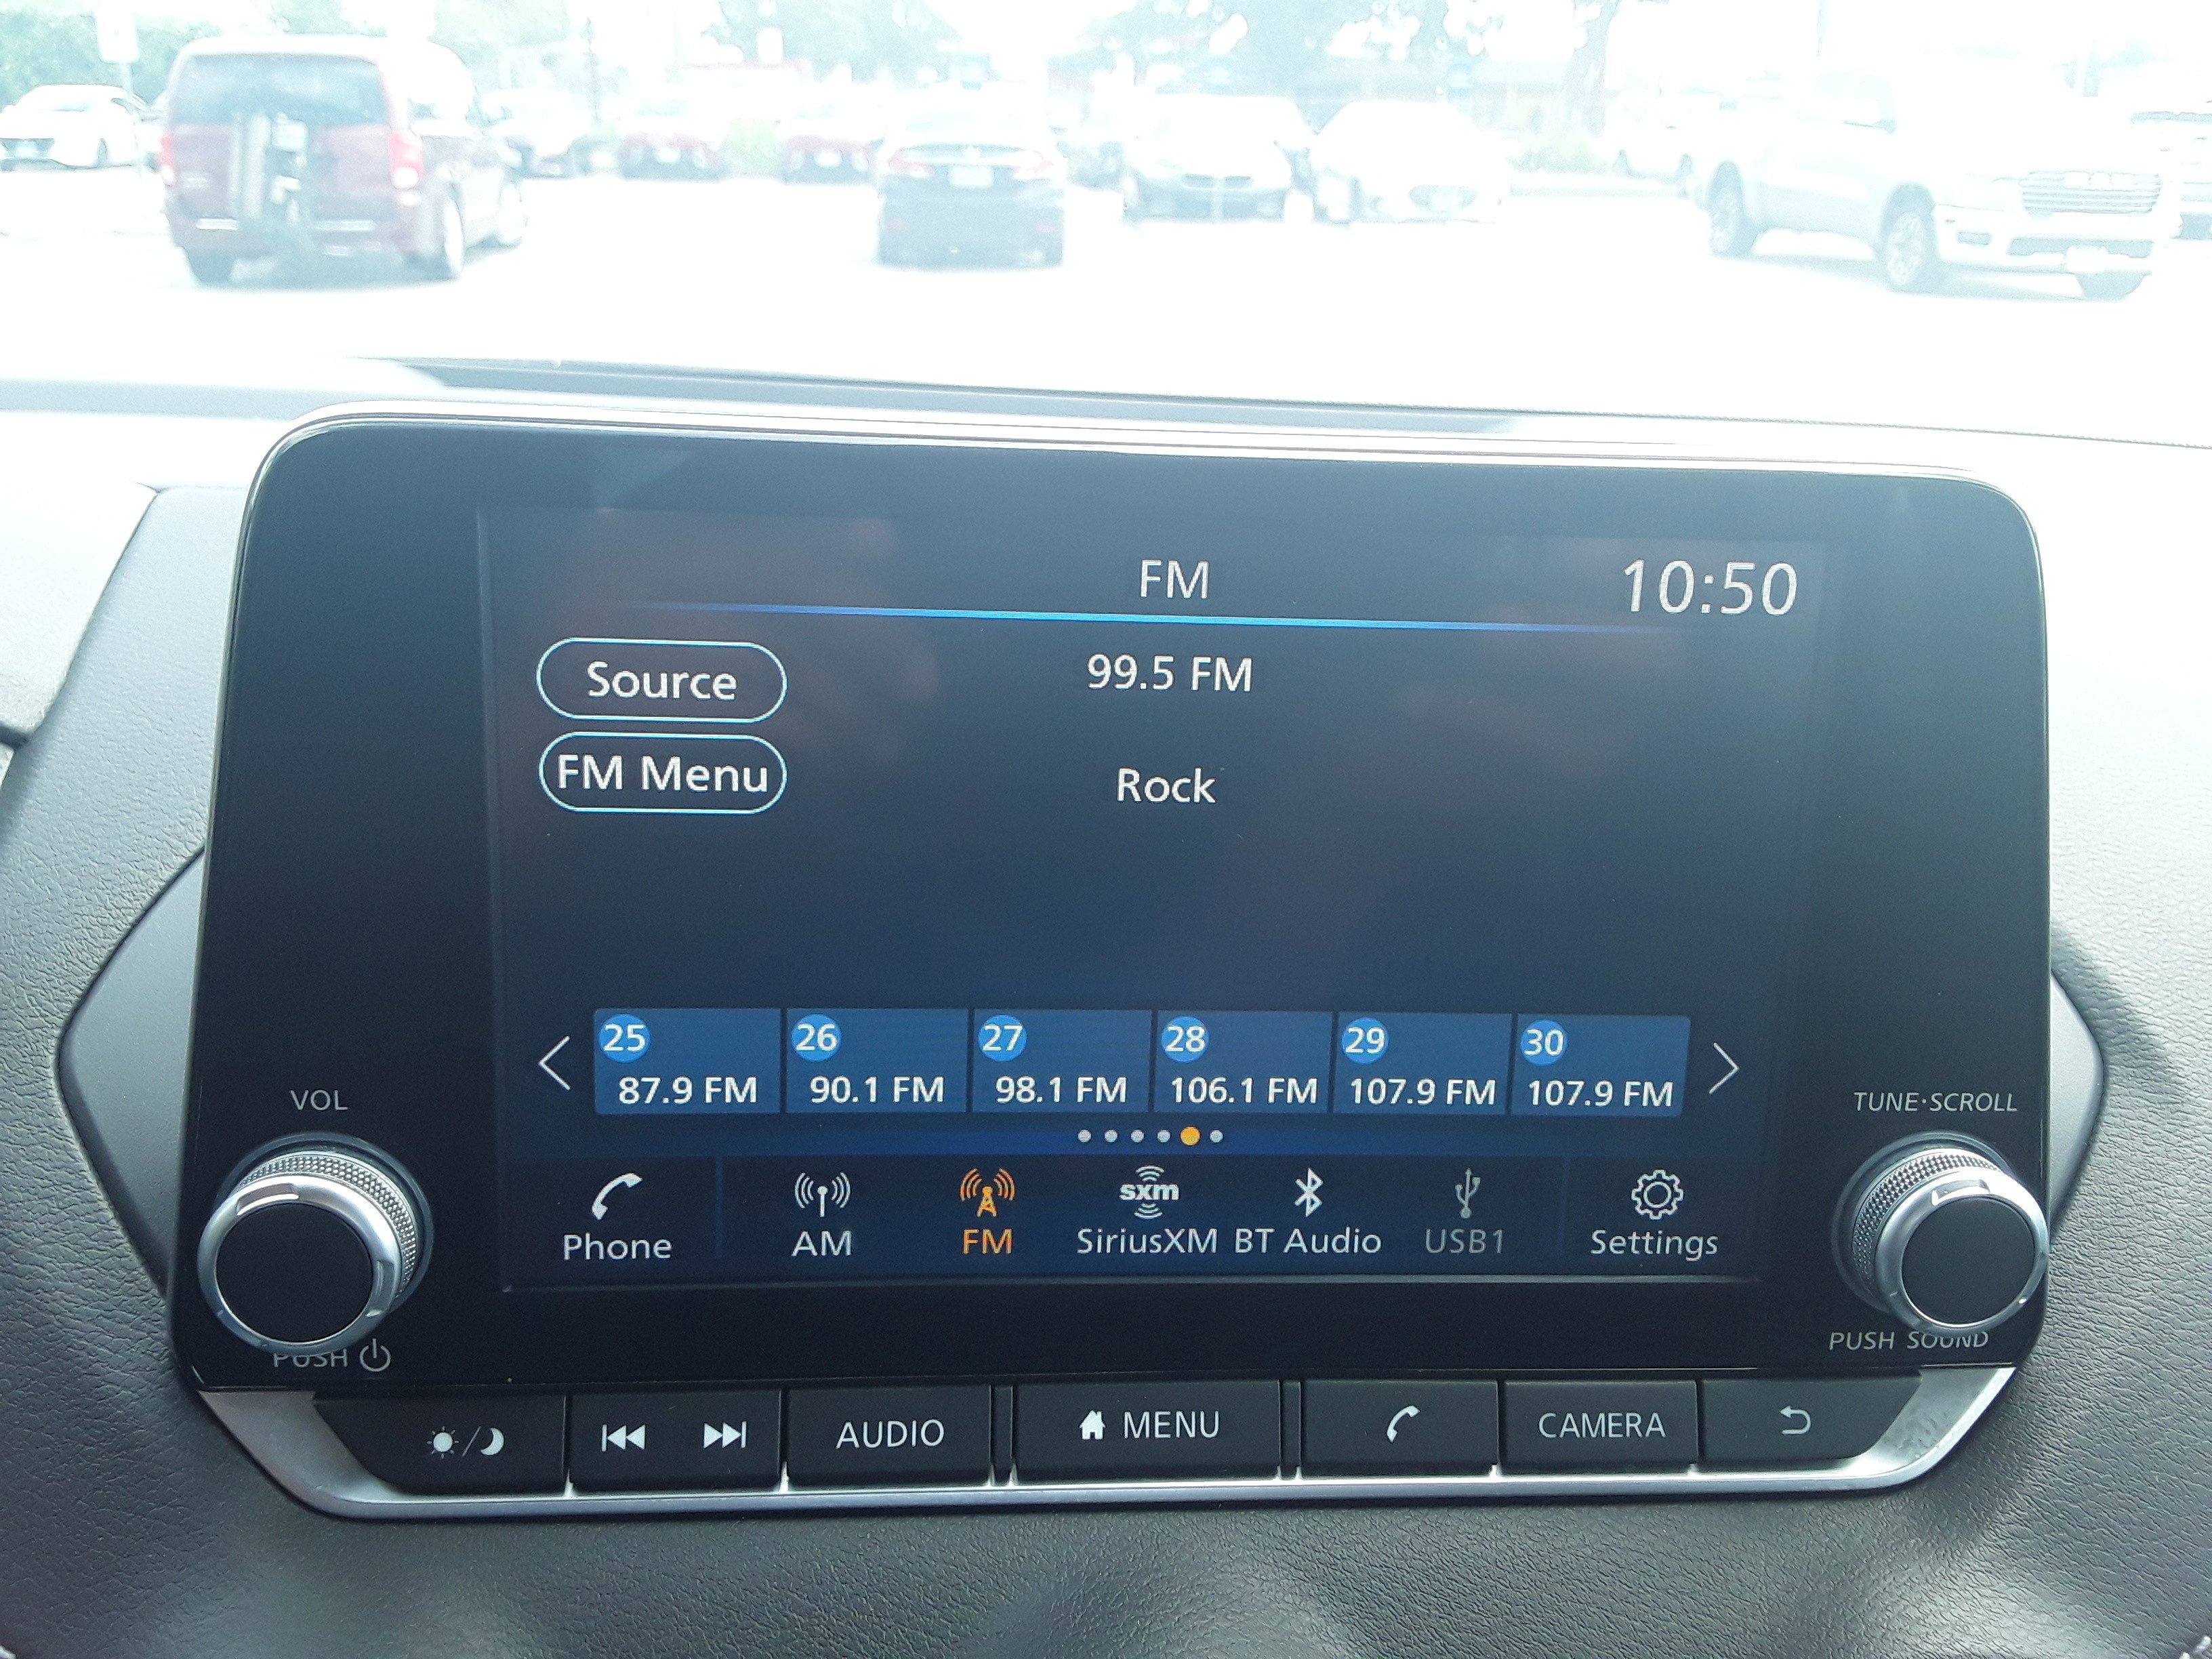 FM
10:50
Source
99.5 FM
FM Menu
Rock
25 26 27 28 29 30
87.9 FM 90.1 FM 98.1 FM 106.1 FM 107.9 FM 107.9 FM
VOL
TUNE·SCROLL
sxm
Phone AM FM SiriusXM BT Audio USB1 Settings
PUSH
PUSH SOUND
AUDIO MENU CAMERA